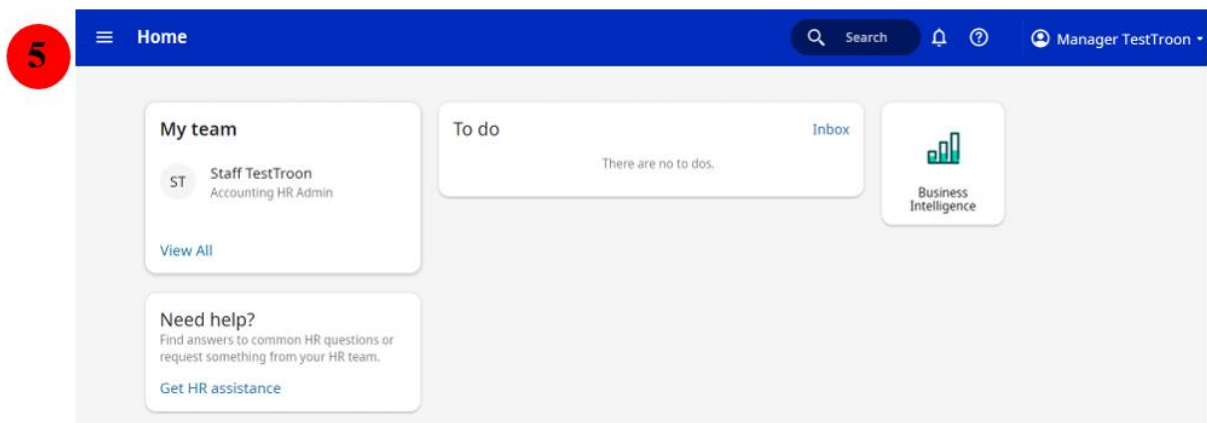 5
Home
Search
Manager TestTroon
My team
ST
Staff TestTroon
Accounting HR Admin
View All
To do
Inbox
There are no to dos.
Business
Intelligence
Need help?
Find answers to common HR questions or
request something from your HR team.
Get HR assistance